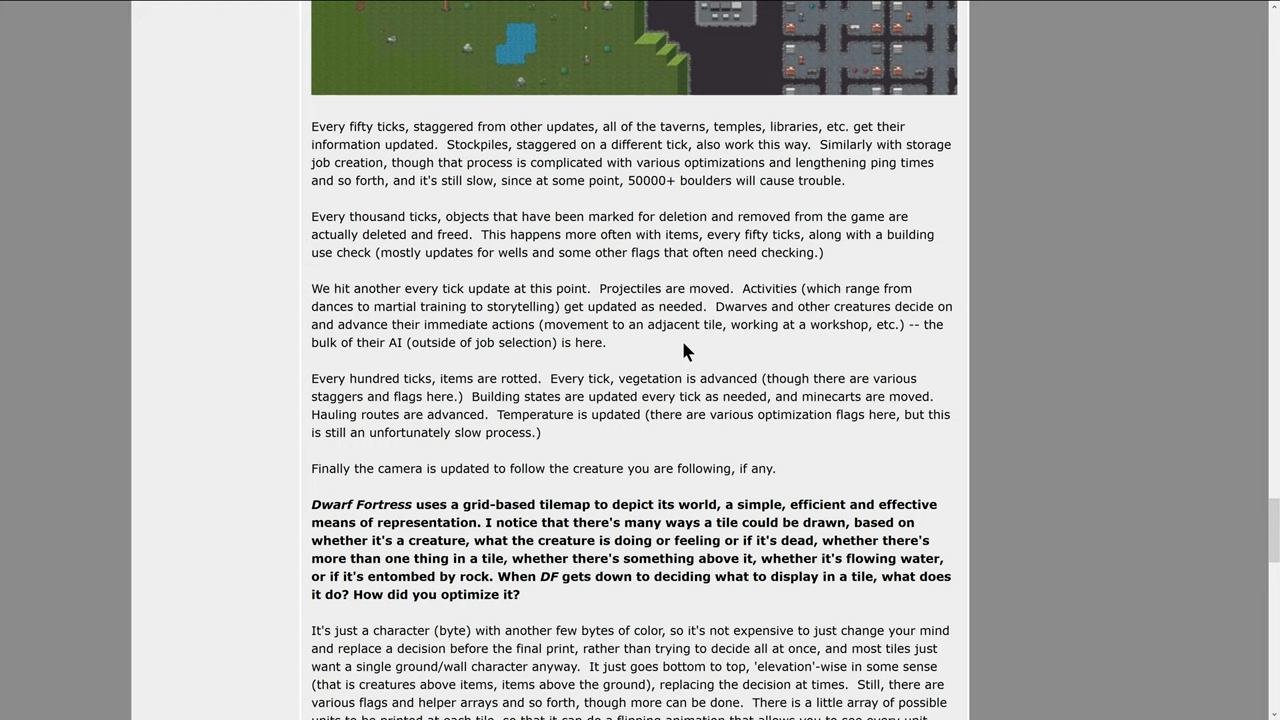 Every fifty ticks, staggered from other updates, all of the taverns, temples, libraries, etc. get their
information updated.  Stockpiles, staggered on a different tick, also work this way.  Similarly with storage
job creation, though that process is complicated with various optimizations and lengthening ping times
and so forth, and it's still slow, since at some point, 50000+ boulders will cause trouble.
Every thousand ticks, objects that have been marked for deletion and removed from the game are
actually deleted and freed.  This happens more often with items, every fifty ticks, along with a building
use check (mostly updates for wells and some other flags that often need checking.)
We hit another every tick update at this point.  Projectiles are moved.  Activities (which range from
dances to martial training to storytelling) get updated as needed.  Dwarves and other creatures decide on
and advance their immediate actions (movement to an adjacent tile, working at a workshop, etc.) -- the
bulk of their AI (outside of job selection) is here.
Every hundred ticks, items are rotted.  Every tick, vegetation is advanced (though there are various
staggers and flags here.)  Building states are updated every tick as needed, and minecarts are moved.
Hauling routes are advanced.  Temperature is updated (there are various optimization flags here, but this
is still an unfortunately slow process.)
Finally the camera is updated to follow the creature you are following, if any.
Dwarf Fortress uses a grid-based tilemap to depict its world, a simple, efficient and effective
means of representation. I notice that there's many ways a tile could be drawn, based on
whether it's a creature, what the creature is doing or feeling or if it's dead, whether there's
more than one thing in a tile, whether there's something above it, whether it's flowing water,
or if it's entombed by rock. When DF gets down to deciding what to display in a tile, what does
it do? How did you optimize it?
It's just a character (byte) with another few bytes of color, so it's not expensive to just change your mind
and replace a decision before the final print, rather than trying to decide all at once, and most tiles just
want a single ground/wall character anyway.  It just goes bottom to top, 'elevation'-wise in some sense
(that is creatures above items, items above the ground), replacing the decision at times.  Still, there are
various flags and helper arrays and so forth, though more can be done.  There is a little array of possible
units to be printed at each tile, so that it can do a flipping animation that allows you to see every unit